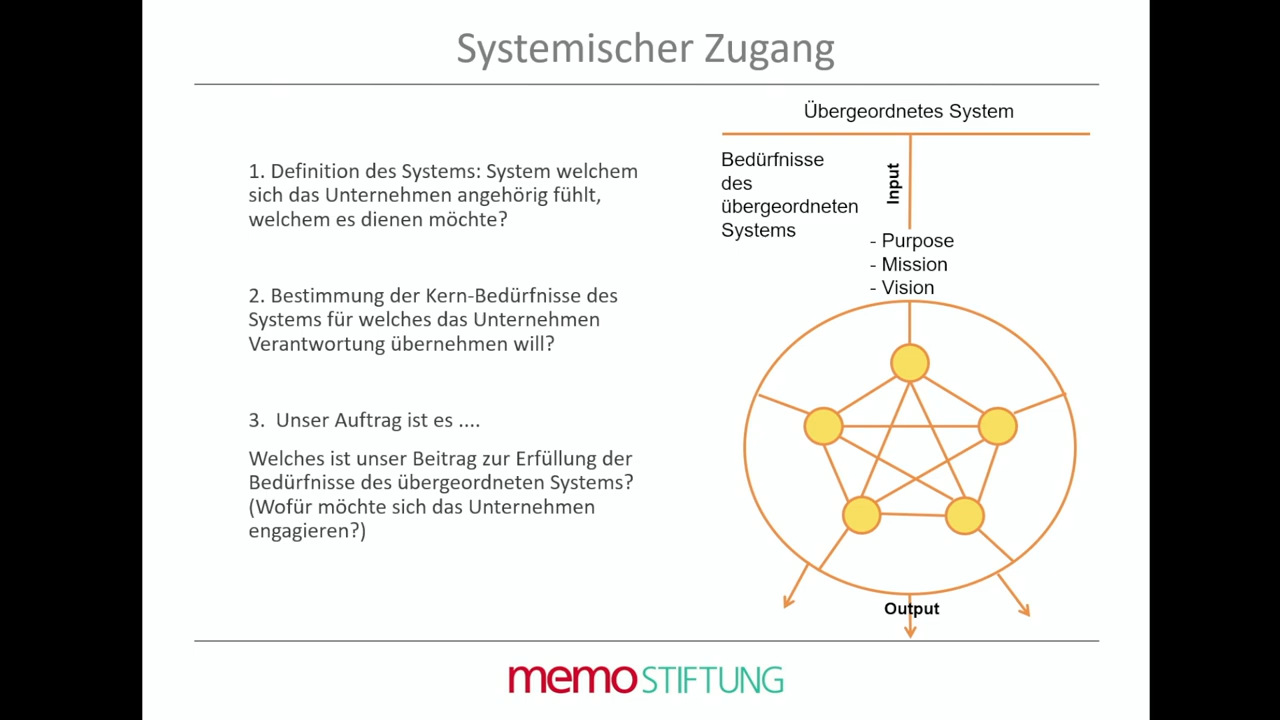 Systemischer Zugang
1. Definition des Systems: System welchem
sich das Unternehmen angehörig fühlt,
welchem es dienen möchte?
2. Bestimmung der Kern-Bedürfnisse des
Systems für welches das Unternehmen
Verantwortung übernehmen will?
3. Unser Auftrag ist es ....
Welches ist unser Beitrag zur Erfüllung der
Bedürfnisse des übergeordneten Systems?
(Wofür möchte sich das Unternehmen
engagieren?)
Übergeordnetes System
Bedürfnisse
des
übergeordneten
Systems
Input
- Purpose
- Mission
- Vision
Output
memo STIFTUNG